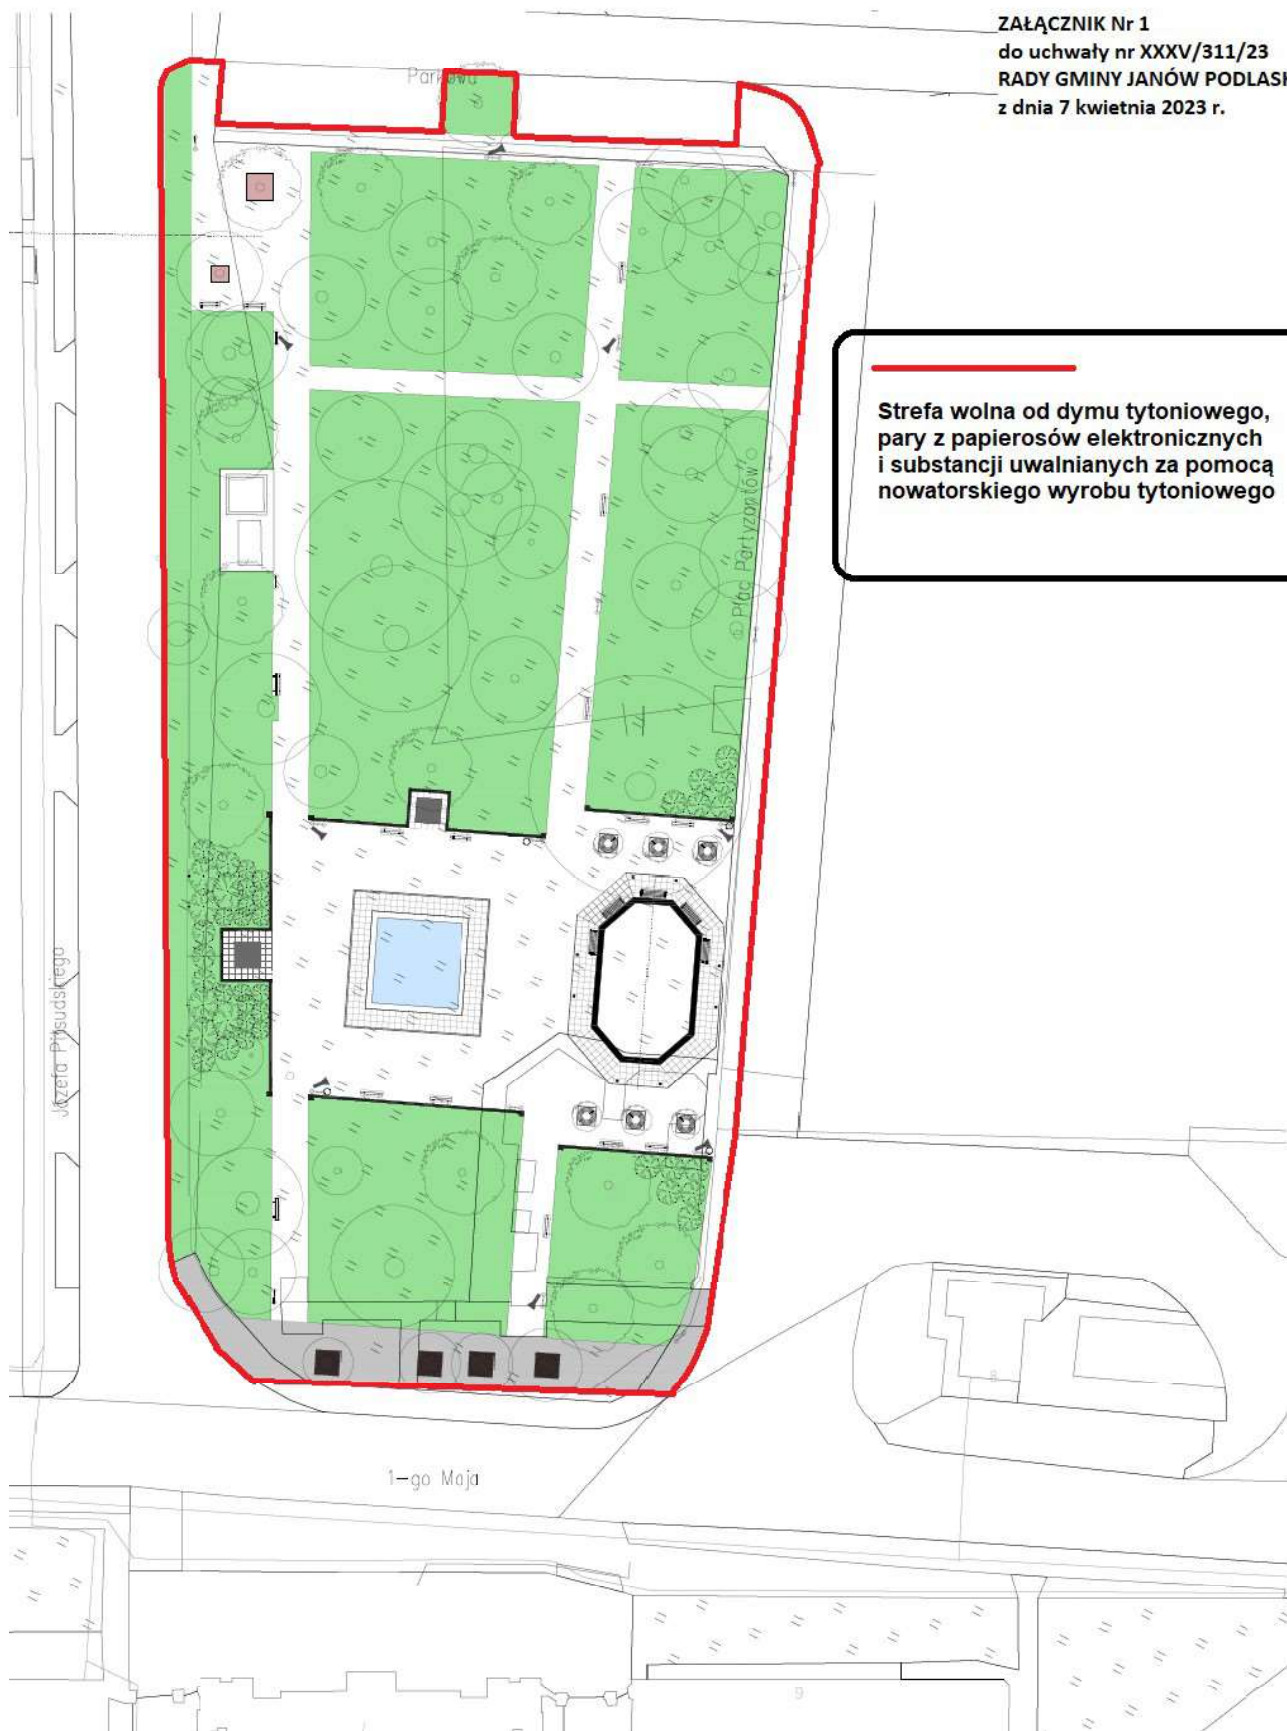 ZAŁĄCZNIK Nr 1
do uchwały nr XXXV/311/23
RADY GMINY JANÓW PODLASK
z dnia 7 kwietnia 2023 r.
Parkowa
Strefa wolna od dymu tytoniowego,
pary z papierosów elektronicznych
i substancji uwalnianych za pomocą
nowatorskiego wyrobu tytoniowego
Plac Partyzantów
Józefa Piłsudskiego
1-go Maja
9